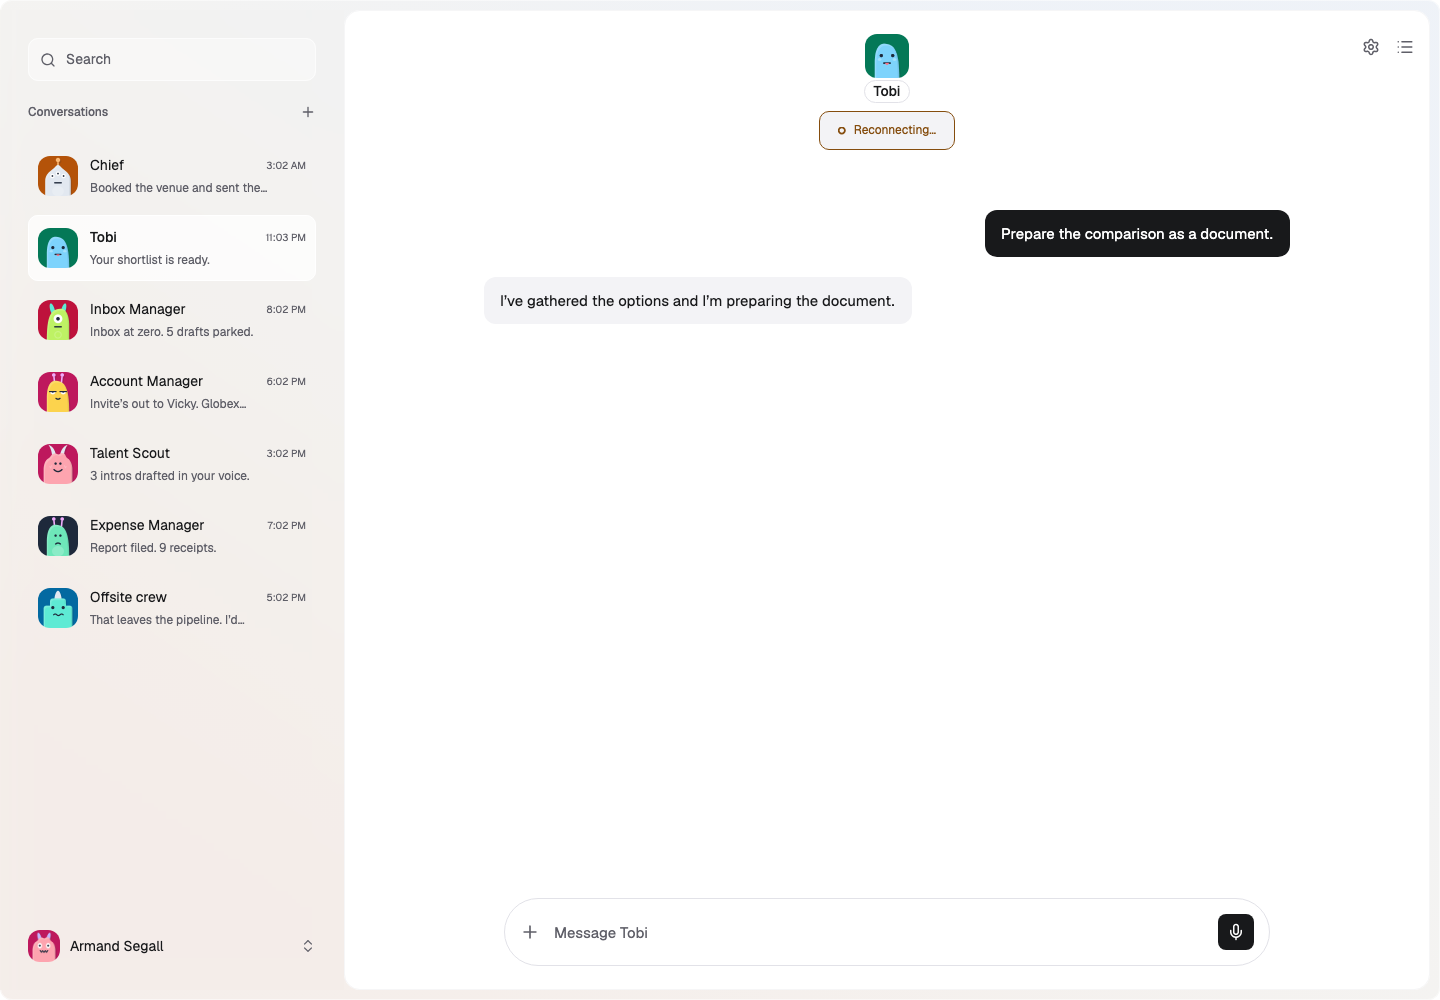 Search
Conversations
Chief
3:02 AM
Booked the venue and sent the…
Tobi
11:03 PM
Your shortlist is ready.
Inbox Manager
8:02 PM
Inbox at zero. 5 drafts parked.
Account Manager
6:02 PM
Invite's out to Vicky. Globex…
Talent Scout
3:02 PM
3 intros drafted in your voice.
Expense Manager
7:02 PM
Report filed. 9 receipts.
Offsite crew
5:02 PM
That leaves the pipeline. I'd…
Armand Segall
Tobi
Reconnecting…
Prepare the comparison as a document.
I’ve gathered the options and I’m preparing the document.
Message Tobi